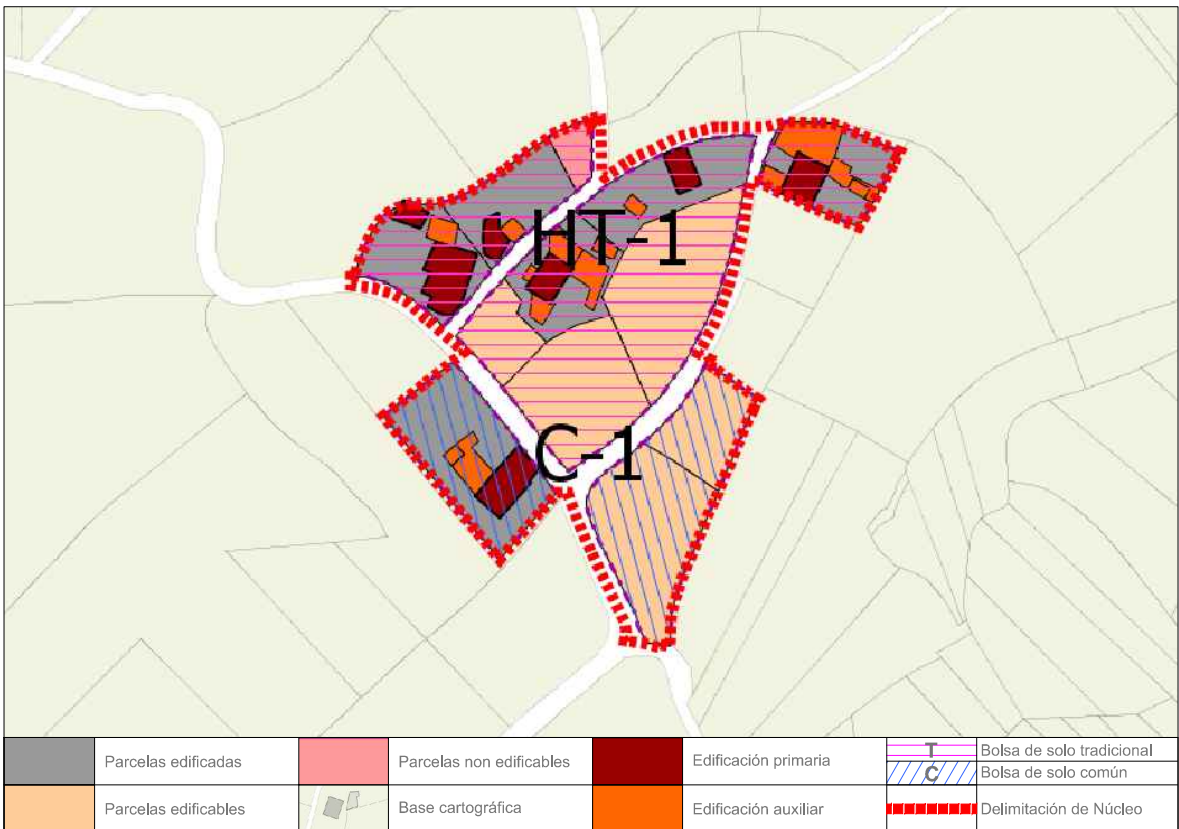 HT-1
C-1
Parcelas edificadas
Parcelas non edificables
Edificación primaria
T
Bolsa de solo tradicional
C
Bolsa de solo común
Parcelas edificables
Base cartográfica
Edificación auxiliar
Delimitación de Núcleo